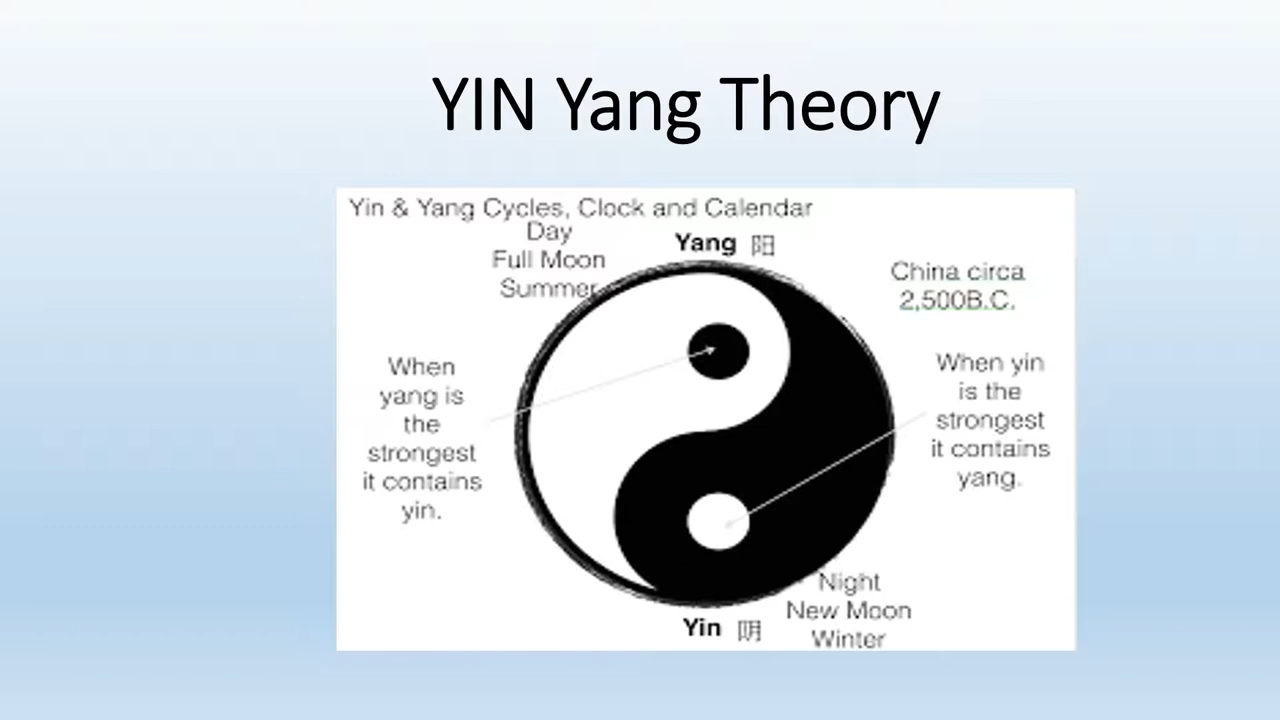 YIN Yang Theory
Yin & Yang Cycles, Clock and Calendar
Day
Full Moon
Summer
Yang 阳
China circa
2,500B.C.
When
yang is
the
strongest
it contains
yin.
When yin
is the
strongest
it contains
yang.
Night
New Moon
Winter
Yin 阴